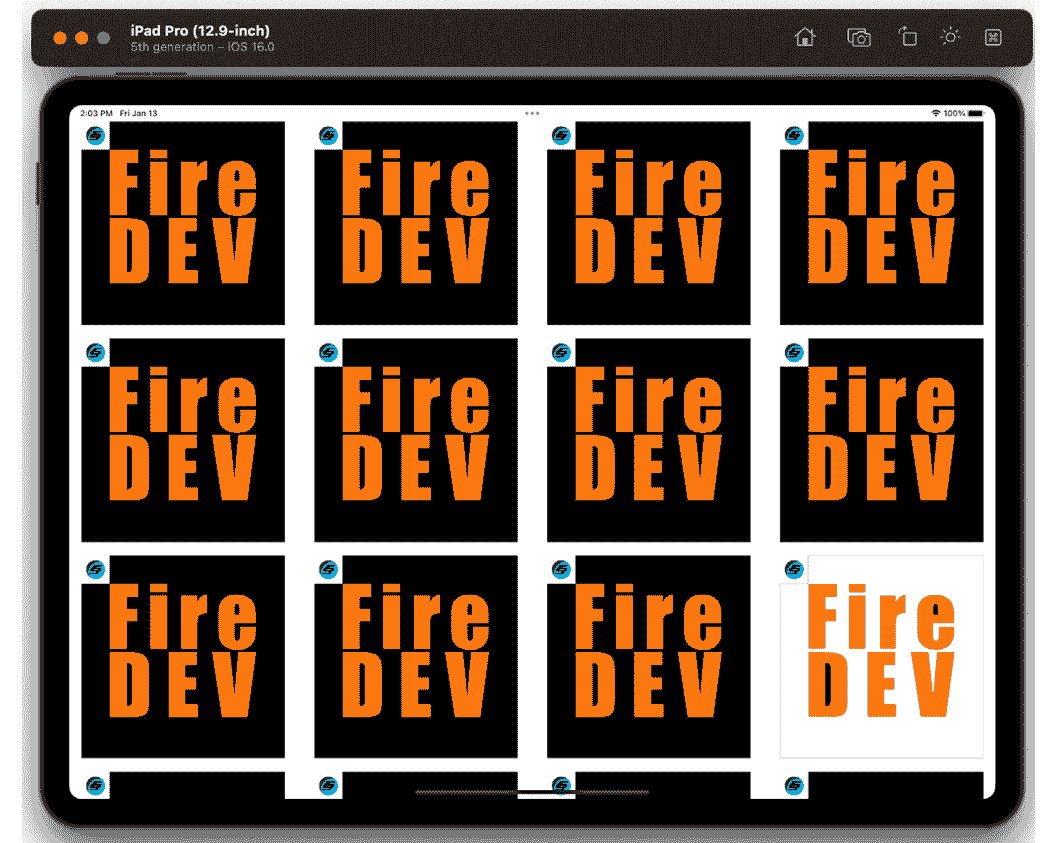 iPad Pro (12.9-inch)
5th generation – iOS 16.0
2:03 PM Fri Jan 13
100%
Fire Fire Fire Fire
DEV DEV DEV DEV
Fire Fire Fire Fire
DEV DEV DEV DEV
Fire Fire Fire Fire
DEV DEV DEV DEV